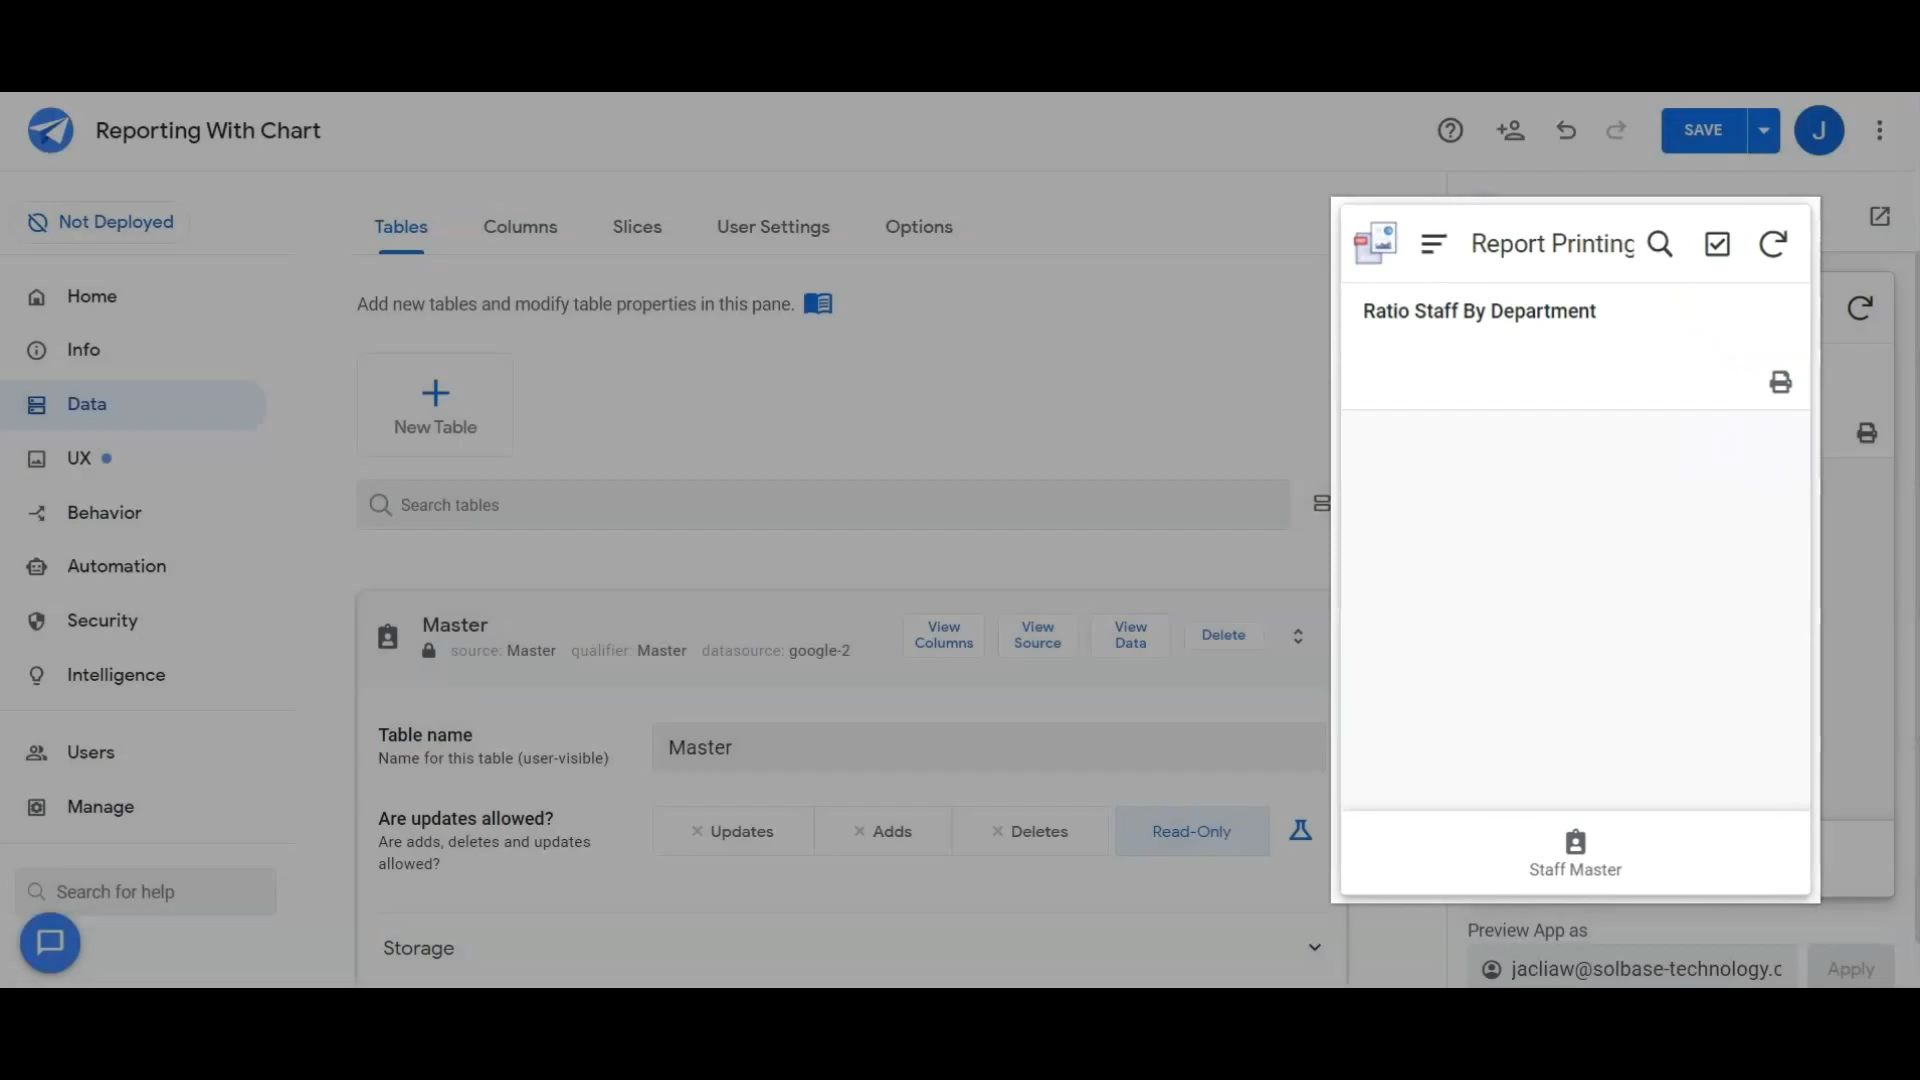 Reporting With Chart
SAVE
J
Not Deployed
Home
Info
Data
UX
Behavior
Automation
Security
Intelligence
Users
Manage
Search for help
Tables
Columns
Slices
User Settings
Options
Add new tables and modify table properties in this pane.
New Table
Search tables
Master
source: Master qualifier: Master datasource: google-2
View Columns
View Source
View Data
Delete
Table name
Name for this table (user-visible)
Master
Are updates allowed?
Are adds, deletes and updates
allowed?
Updates
Adds
Deletes
Read-Only
Storage
Report Printing
Ratio Staff By Department
Staff Master
Preview App as
jacliaw@solbase-technology.c
Apply